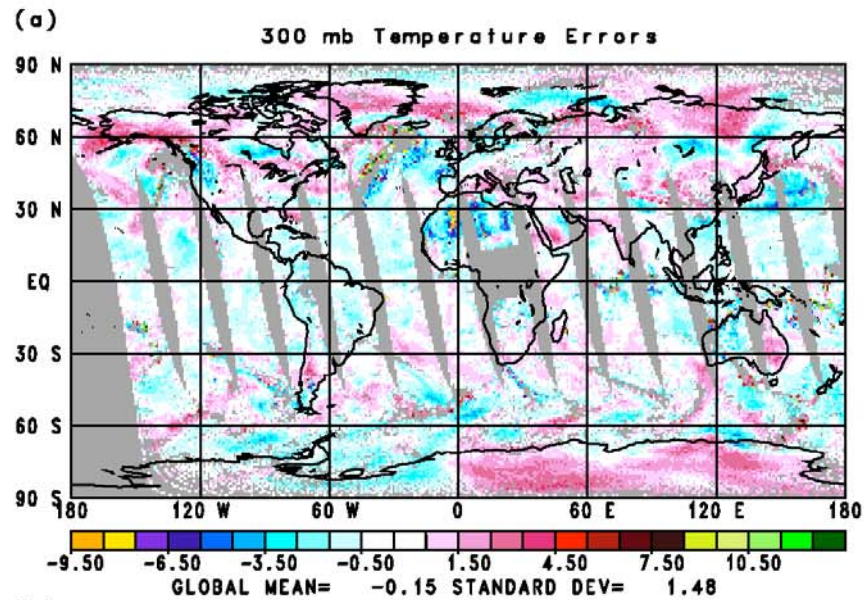 (a)
300 mb Temperature Errors
90 N
60 N
30 N
EQ
30 S
60 S
90 S
180 120 W 60 W 0 60 E 120 E 180
-9.50 -6.50 -3.50 -0.50 1.50 4.50 7.50 10.50
GLOBAL MEAN= -0.15 STANDARD DEV= 1.48